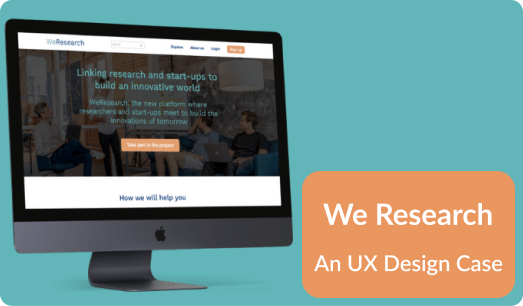 WeResearch
Explore About us Login Sign up
Linking research and start-ups to
build an innovative world
WeResearch, the new platform where
researchers and start-ups meet to build the
innovations of tomorrow
Take part in the project
How we will help you
We Research
An UX Design Case